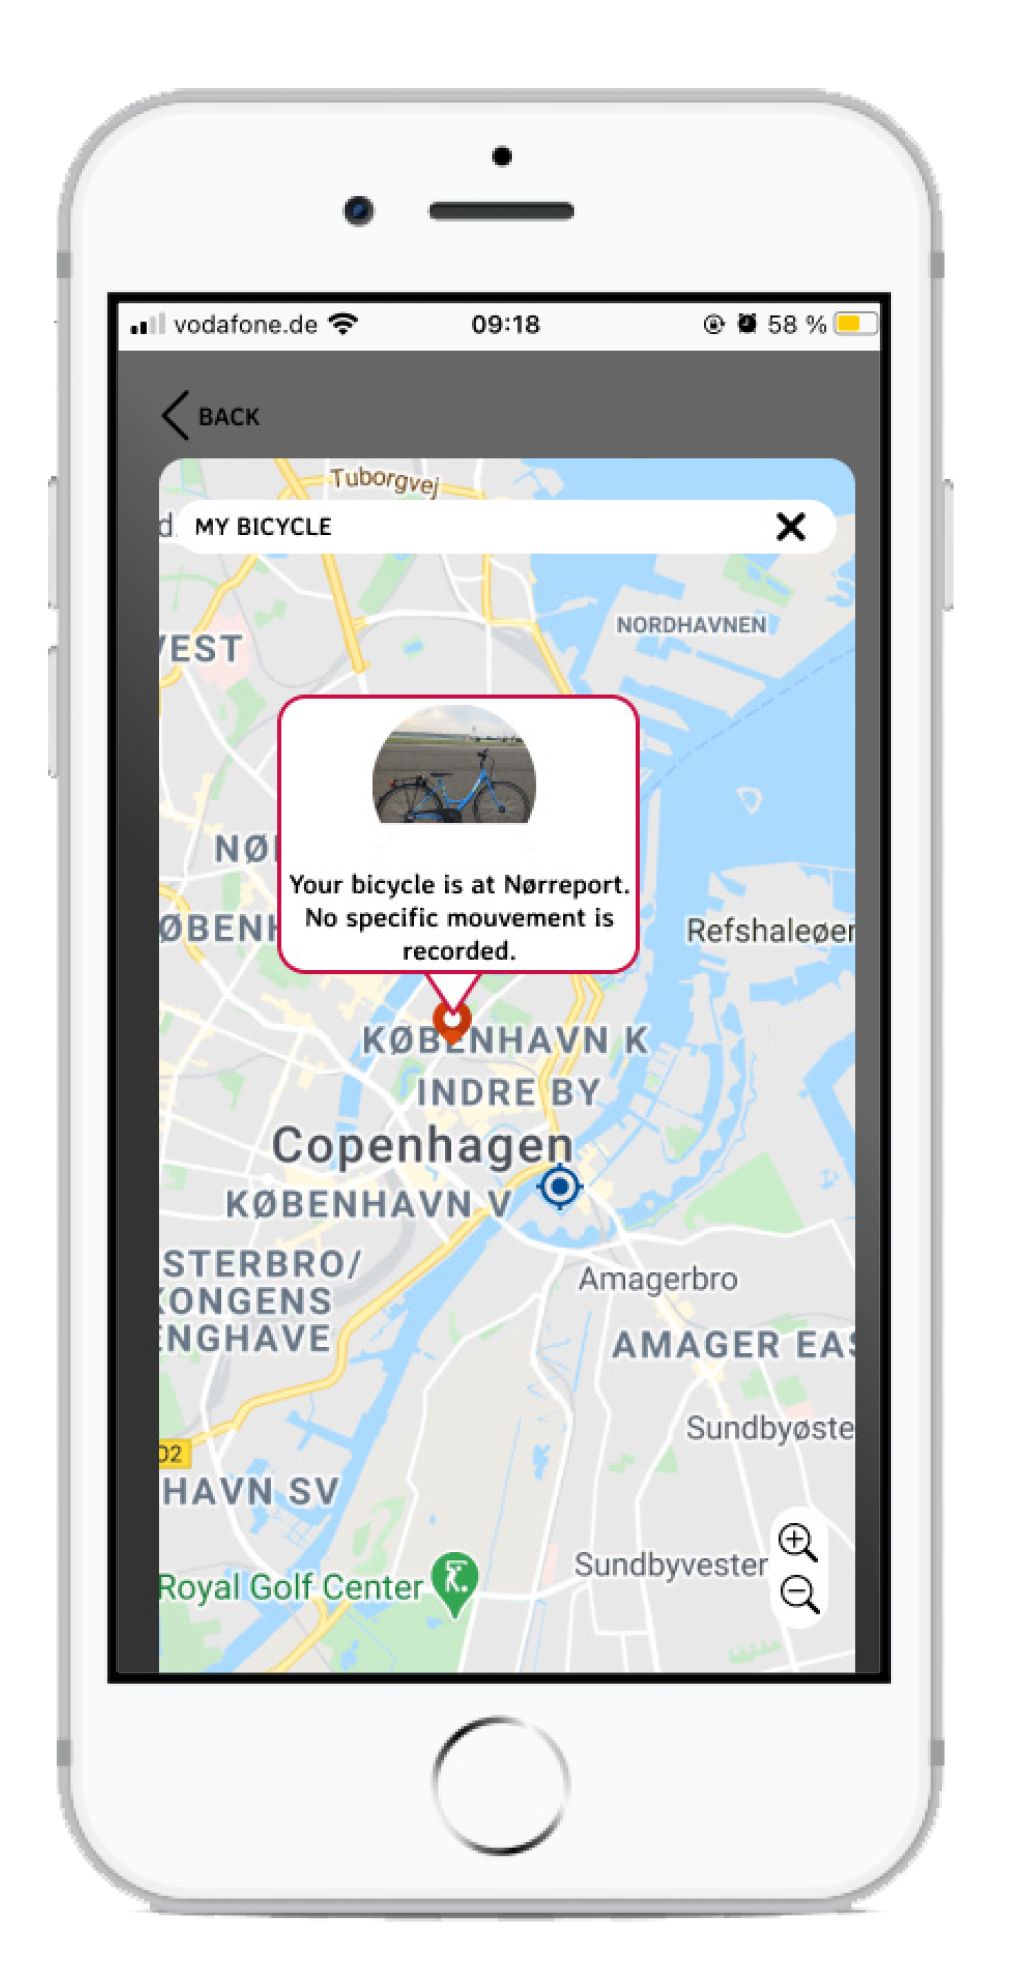 vodafone.de
09:18
58 %
BACK
Tuborgvej
d.
MY BICYCLE
NORDHAVNEN
VEST
NØ
Your bicycle is at Nørreport.
No specific mouvement is
recorded.
ØBENH
Refshaleøen
KØBENHAVN K
INDRE BY
Copenhagen
KØBENHAVN V
STERBRO/
KONGENS
ENGHAVE
Amagerbro
AMAGER EAS
Sundbyøste
02
HAVN SV
Sundbyvester
Royal Golf Center